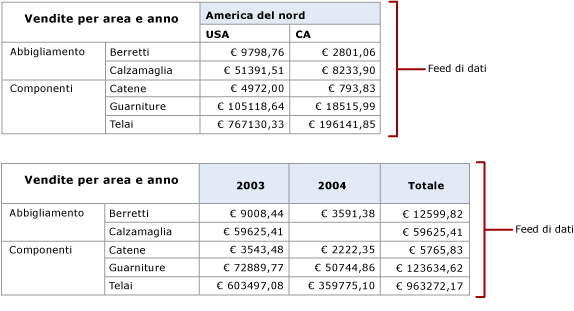 Vendite per area e anno America del nord
USA CA
Abbigliamento Berretti € 9798,76 € 2801,06
Calzamaglia € 51391,51 € 8233,90
Componenti Catene € 4972,00 € 793,83
Guarniture € 105118,64 € 18515,99
Telai € 767130,33 € 196141,85
Feed di dati
Vendite per area e anno 2003 2004 Totale
Abbigliamento Berretti € 9008,44 € 3591,38 € 12599,82
Calzamaglia € 59625,41 € 59625,41
Componenti Catene € 3543,48 € 2222,35 € 5765,83
Guarniture € 72889,77 € 50744,86 € 123634,62
Telai € 603497,08 € 359775,10 € 963272,17
Feed di dati